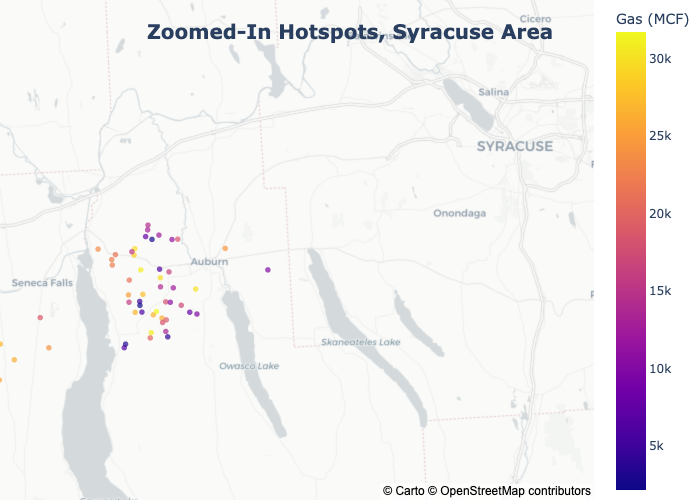 Zoomed-In Hotspots, Syracuse Area
Gas (MCF)
Cicero
30k
Salina
25k
SYRACUSE
20k
Onondaga
Auburn
Seneca Falls
15k
Skaneateles Lake
Owasco Lake
10k
5k
© Carto © OpenStreetMap contributors